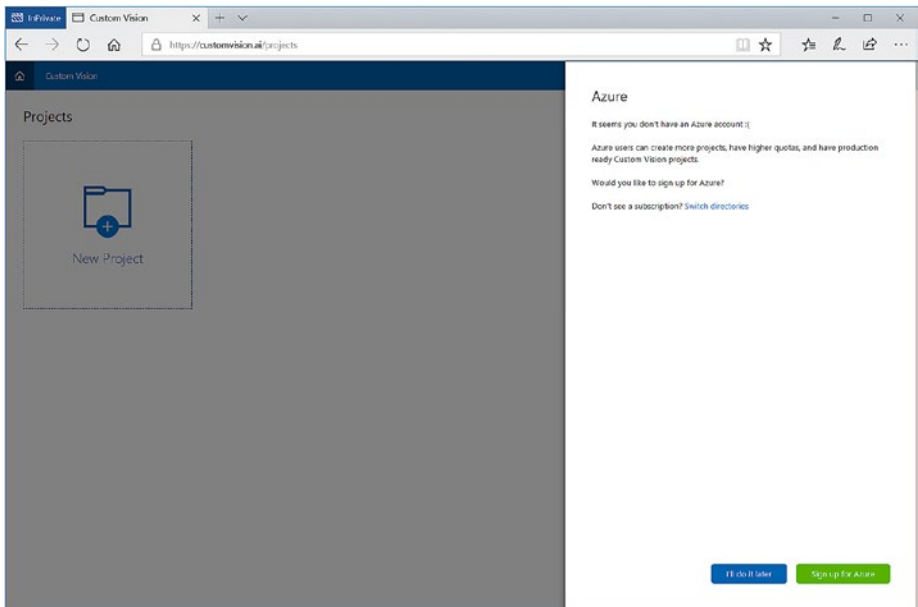 InPrivate
Custom Vision
https://customvision.ai/projects
Custom Vision
Projects
New Project
Azure
It seems you don't have an Azure account :(
Azure users can create more projects, have higher quotas, and have production
ready Custom Vision projects.
Would you like to sign up for Azure?
Don't see a subscription? Switch directories
I'll do it later
Sign up for Azure